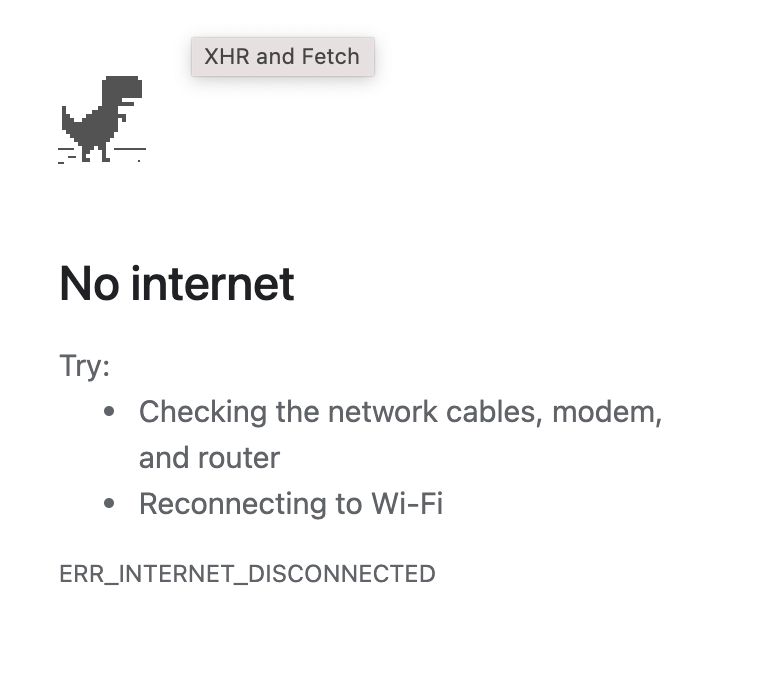 XHR and Fetch
No internet
Try:
• Checking the network cables, modem,
and router
• Reconnecting to Wi-Fi
ERR_INTERNET_DISCONNECTED